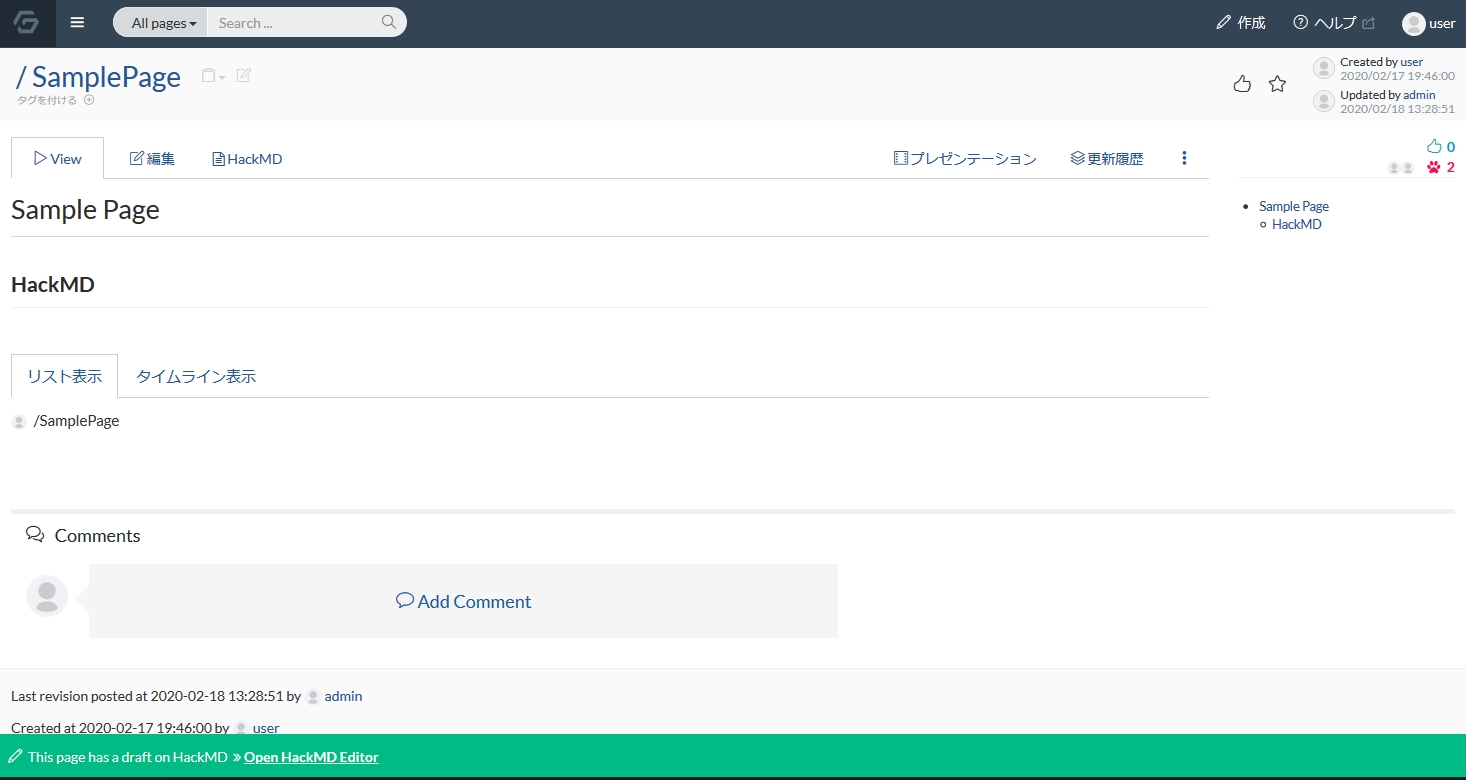 All pages Search ... 作成 ヘルプ user
/ SamplePage
タグを付ける
Created by user
2020/02/17 19:46:00
Updated by admin
2020/02/18 13:28:51
View 編集 HackMD プレゼンテーション 更新履歴
0
2
Sample Page
HackMD
Sample Page
HackMD
リスト表示 タイムライン表示
/SamplePage
Comments
Add Comment
Last revision posted at 2020-02-18 13:28:51 by admin
Created at 2020-02-17 19:46:00 by user
This page has a draft on HackMD » Open HackMD Editor